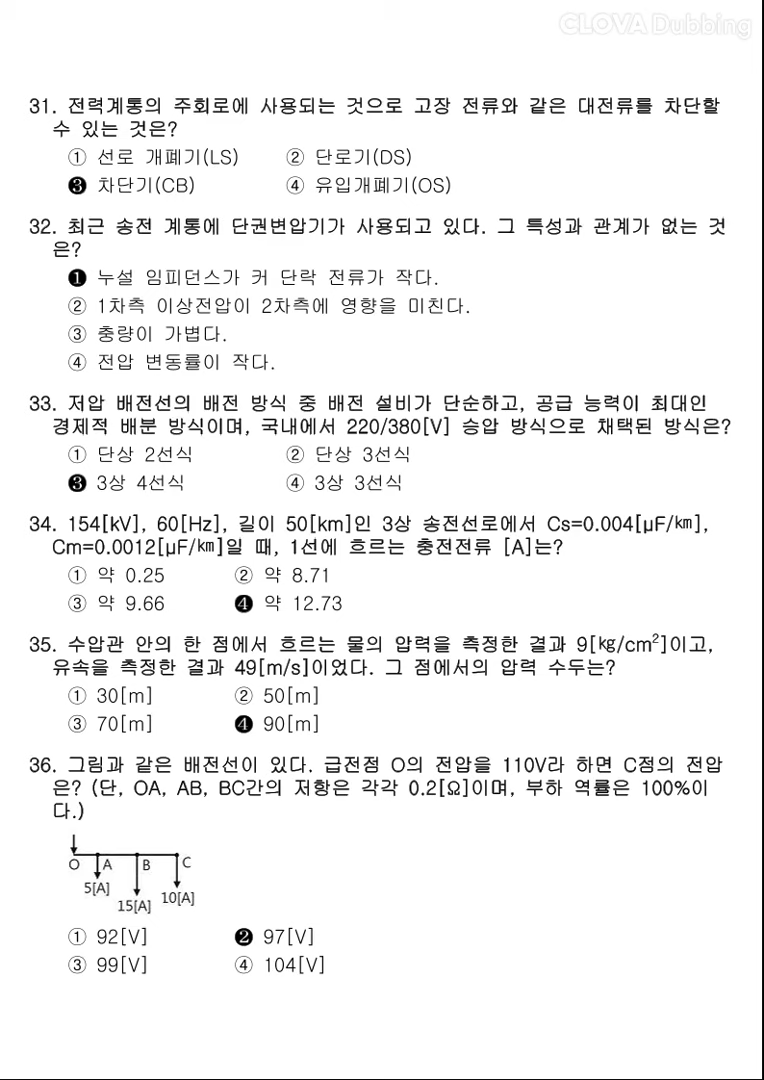 CLOVA Dubbing
31. 전력계통의 주회로에 사용되는 것으로 고장 전류와 같은 대전류를 차단할
수 있는 것은?
① 선로 개폐기(LS) ② 단로기(DS)
❸ 차단기(CB) ④ 유입개폐기(OS)
32. 최근 송전 계통에 단권변압기가 사용되고 있다. 그 특성과 관계가 없는 것
은?
❶ 누설 임피던스가 커 단락 전류가 작다.
② 1차측 이상전압이 2차측에 영향을 미친다.
③ 충량이 가볍다.
④ 전압 변동률이 작다.
33. 저압 배전선의 배전 방식 중 배전 설비가 단순하고, 공급 능력이 최대인
경제적 배분 방식이며, 국내에서 220/380[V] 승압 방식으로 채택된 방식은?
① 단상 2선식 ② 단상 3선식
❸ 3상 4선식 ④ 3상 3선식
34. 154[kV], 60[Hz], 길이 50[km]인 3상 송전선로에서 Cs=0.004[μF/㎞],
Cm=0.0012[μF/㎞]일 때, 1선에 흐르는 충전전류 [A]는?
① 약 0.25 ② 약 8.71
③ 약 9.66 ❹ 약 12.73
35. 수압관 안의 한 점에서 흐르는 물의 압력을 측정한 결과 9[㎏/cm²]이고,
유속을 측정한 결과 49[m/s]이었다. 그 점에서의 압력 수두는?
① 30[m] ② 50[m]
③ 70[m] ❹ 90[m]
36. 그림과 같은 배전선이 있다. 급전점 O의 전압을 110V라 하면 C점의 전압
은? (단, OA, AB, BC간의 저항은 각각 0.2[Ω]이며, 부하 역률은 100%이
다.)
O A B C
5[A]
15[A] 10[A]
① 92[V] ❷ 97[V]
③ 99[V] ④ 104[V]